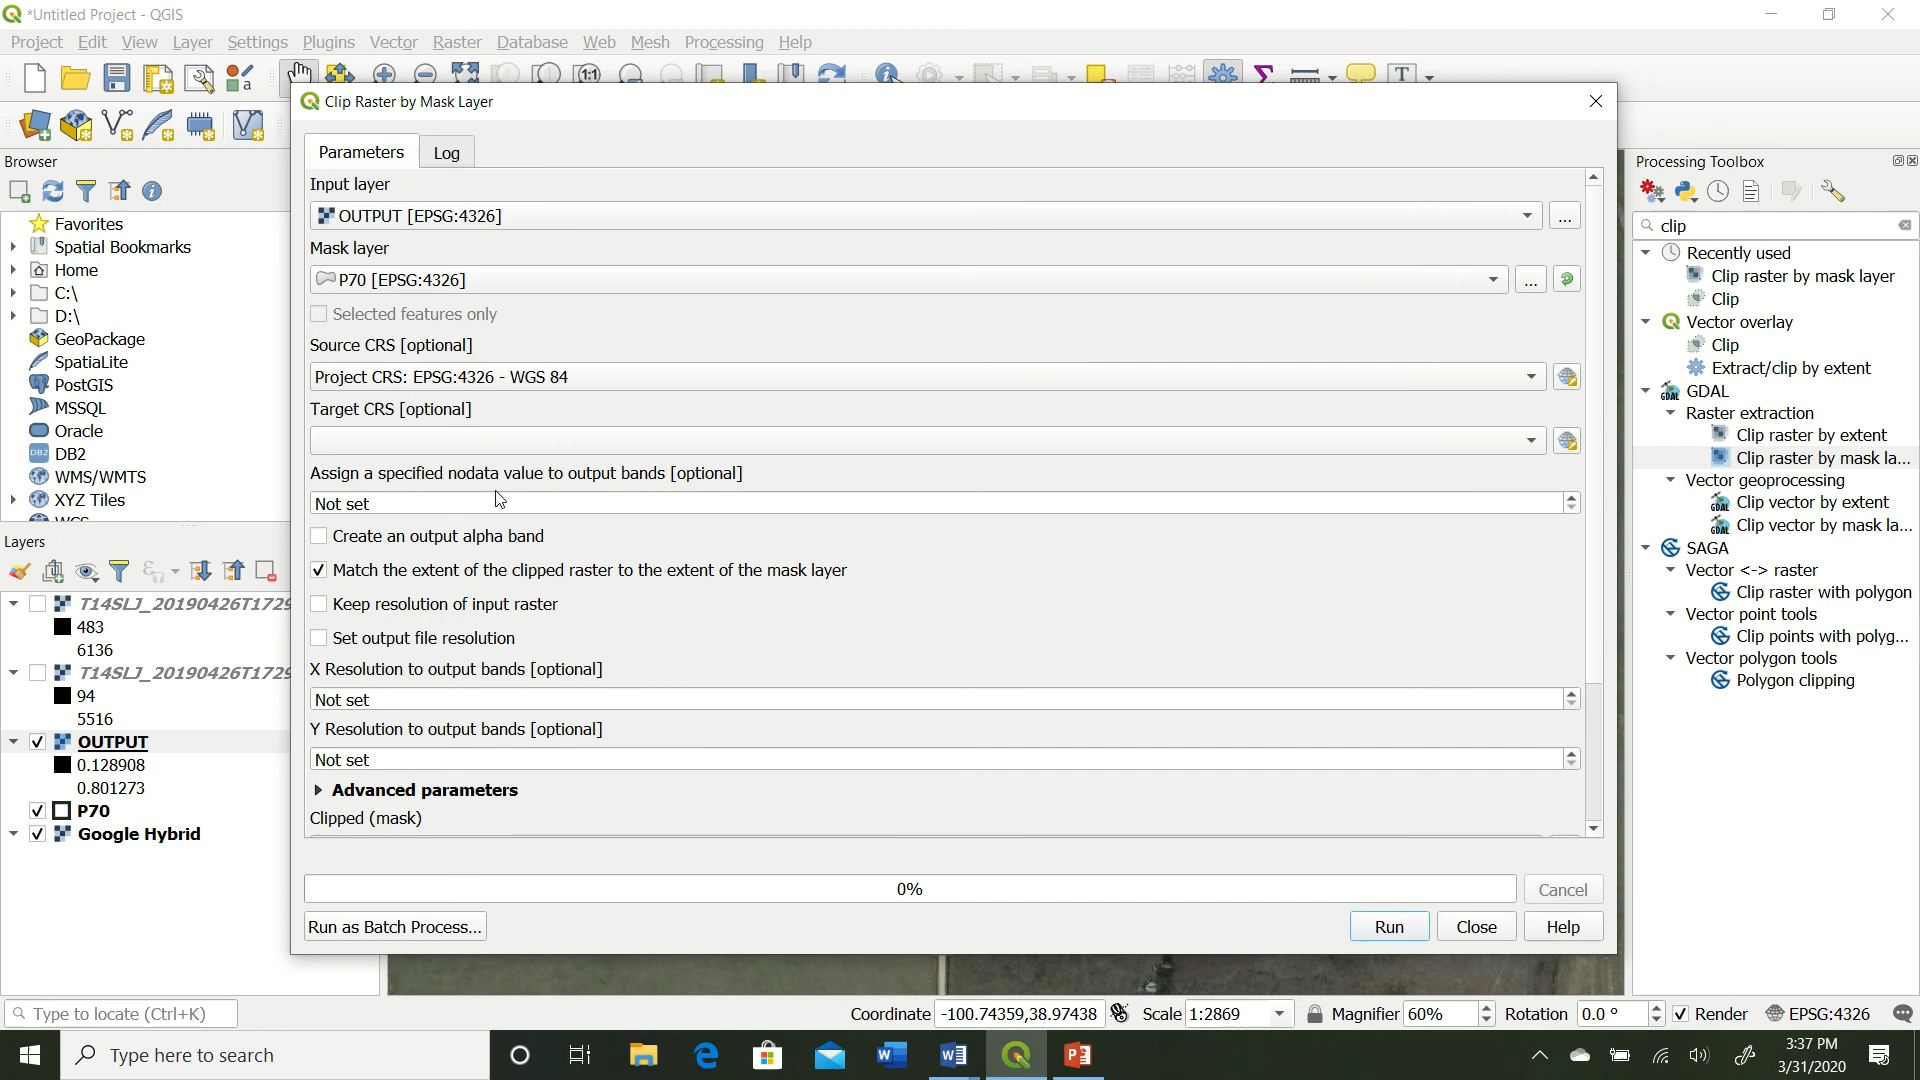 *Untitled Project - QGIS
Project Edit View Layer Settings Plugins Vector Raster Database Web Mesh Processing Help
Clip Raster by Mask Layer
Parameters Log
Input layer
OUTPUT [EPSG:4326]
...
Mask layer
P70 [EPSG:4326]
...
Selected features only
Source CRS [optional]
Project CRS: EPSG:4326 - WGS 84
Target CRS [optional]
Assign a specified nodata value to output bands [optional]
Not set
Create an output alpha band
Match the extent of the clipped raster to the extent of the mask layer
Keep resolution of input raster
Set output file resolution
X Resolution to output bands [optional]
Not set
Y Resolution to output bands [optional]
Not set
Advanced parameters
Clipped (mask)
0%
Cancel
Run as Batch Process...
Run Close Help
Browser
Favorites
Spatial Bookmarks
Home
C:\
D:\
GeoPackage
SpatiaLite
PostGIS
MSSQL
Oracle
DB2
WMS/WMTS
XYZ Tiles
Layers
T14SLJ_20190426T1729
483
6136
T14SLJ_20190426T1729
94
5516
OUTPUT
0.128908
0.801273
P70
Google Hybrid
Processing Toolbox
clip
Recently used
Clip raster by mask layer
Clip
Vector overlay
Clip
Extract/clip by extent
GDAL
Raster extraction
Clip raster by extent
Clip raster by mask la...
Vector geoprocessing
Clip vector by extent
Clip vector by mask la...
SAGA
Vector <-> raster
Clip raster with polygon
Vector point tools
Clip points with polyg...
Vector polygon tools
Polygon clipping
Type to locate (Ctrl+K)
Coordinate -100.74359,38.97438 Scale 1:2869 Magnifier 60% Rotation 0.0 ° Render EPSG:4326
Type here to search
3:37 PM
3/31/2020